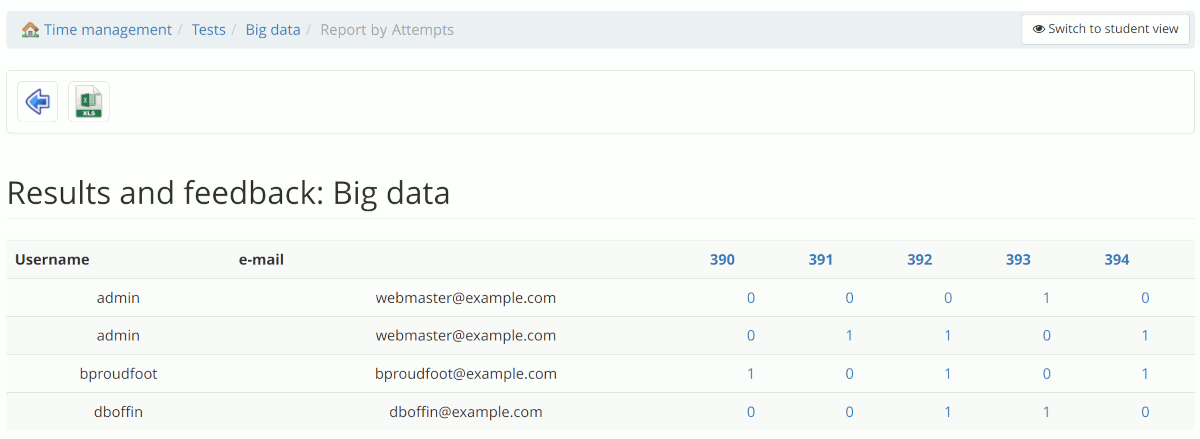 Time management / Tests / Big data / Report by Attempts Switch to student view
XLS
Results and feedback: Big data
Username e-mail 390 391 392 393 394
admin webmaster@example.com 0 0 0 1 0
admin webmaster@example.com 0 1 1 0 1
bproudfoot bproudfoot@example.com 1 0 1 0 1
dboffin dboffin@example.com 0 0 1 1 0